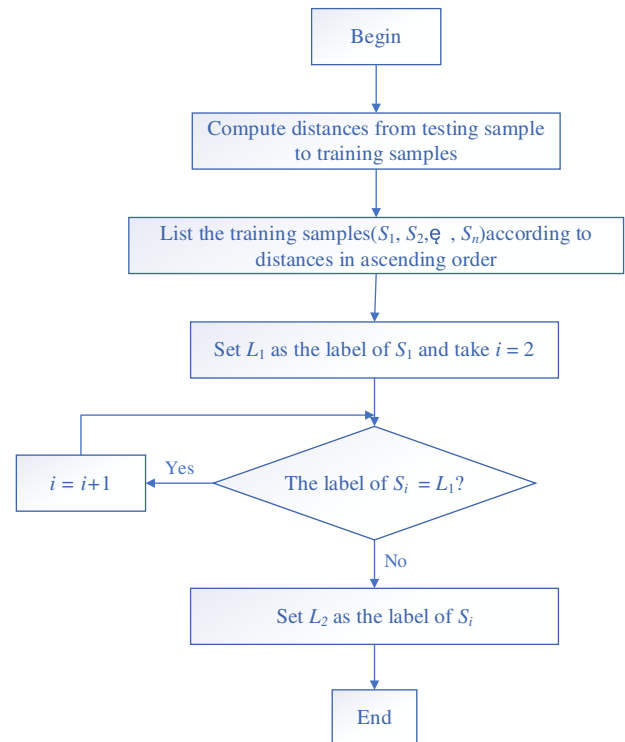 Begin
Compute distances from testing sample
to training samples
List the training samples(S₁, S₂,ę , Sₙ)according to
distances in ascending order
Set L₁ as the label of S₁ and take i = 2
The label of Sᵢ = L₁?
Yes
i = i+1
No
Set L₂ as the label of Sᵢ
End